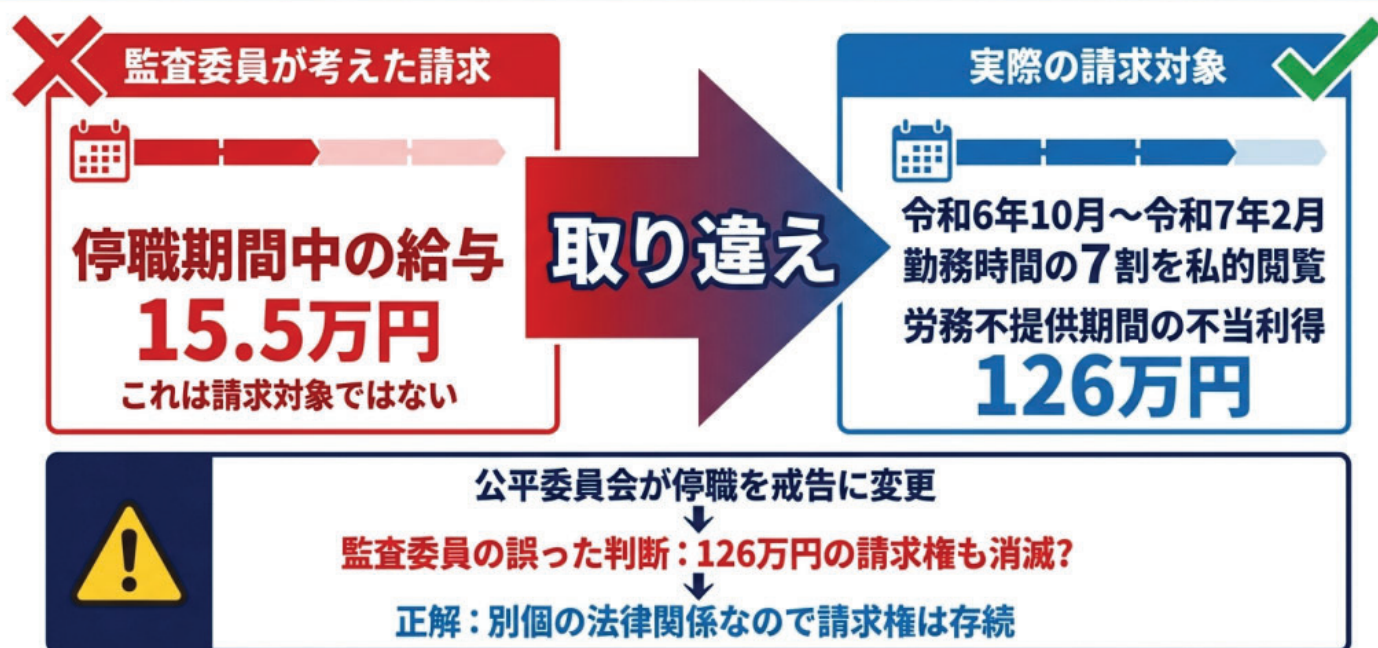 監査委員が考えた請求
停職期間中の給与
15.5万円
これは請求対象ではない
取り違え
実際の請求対象
令和6年10月～令和7年2月
勤務時間の7割を私的閲覧
労務不提供期間の不当利得
126万円
公平委員会が停職を戒告に変更
監査委員の誤った判断：126万円の請求権も消滅?
正解：別個の法律関係なので請求権は存続